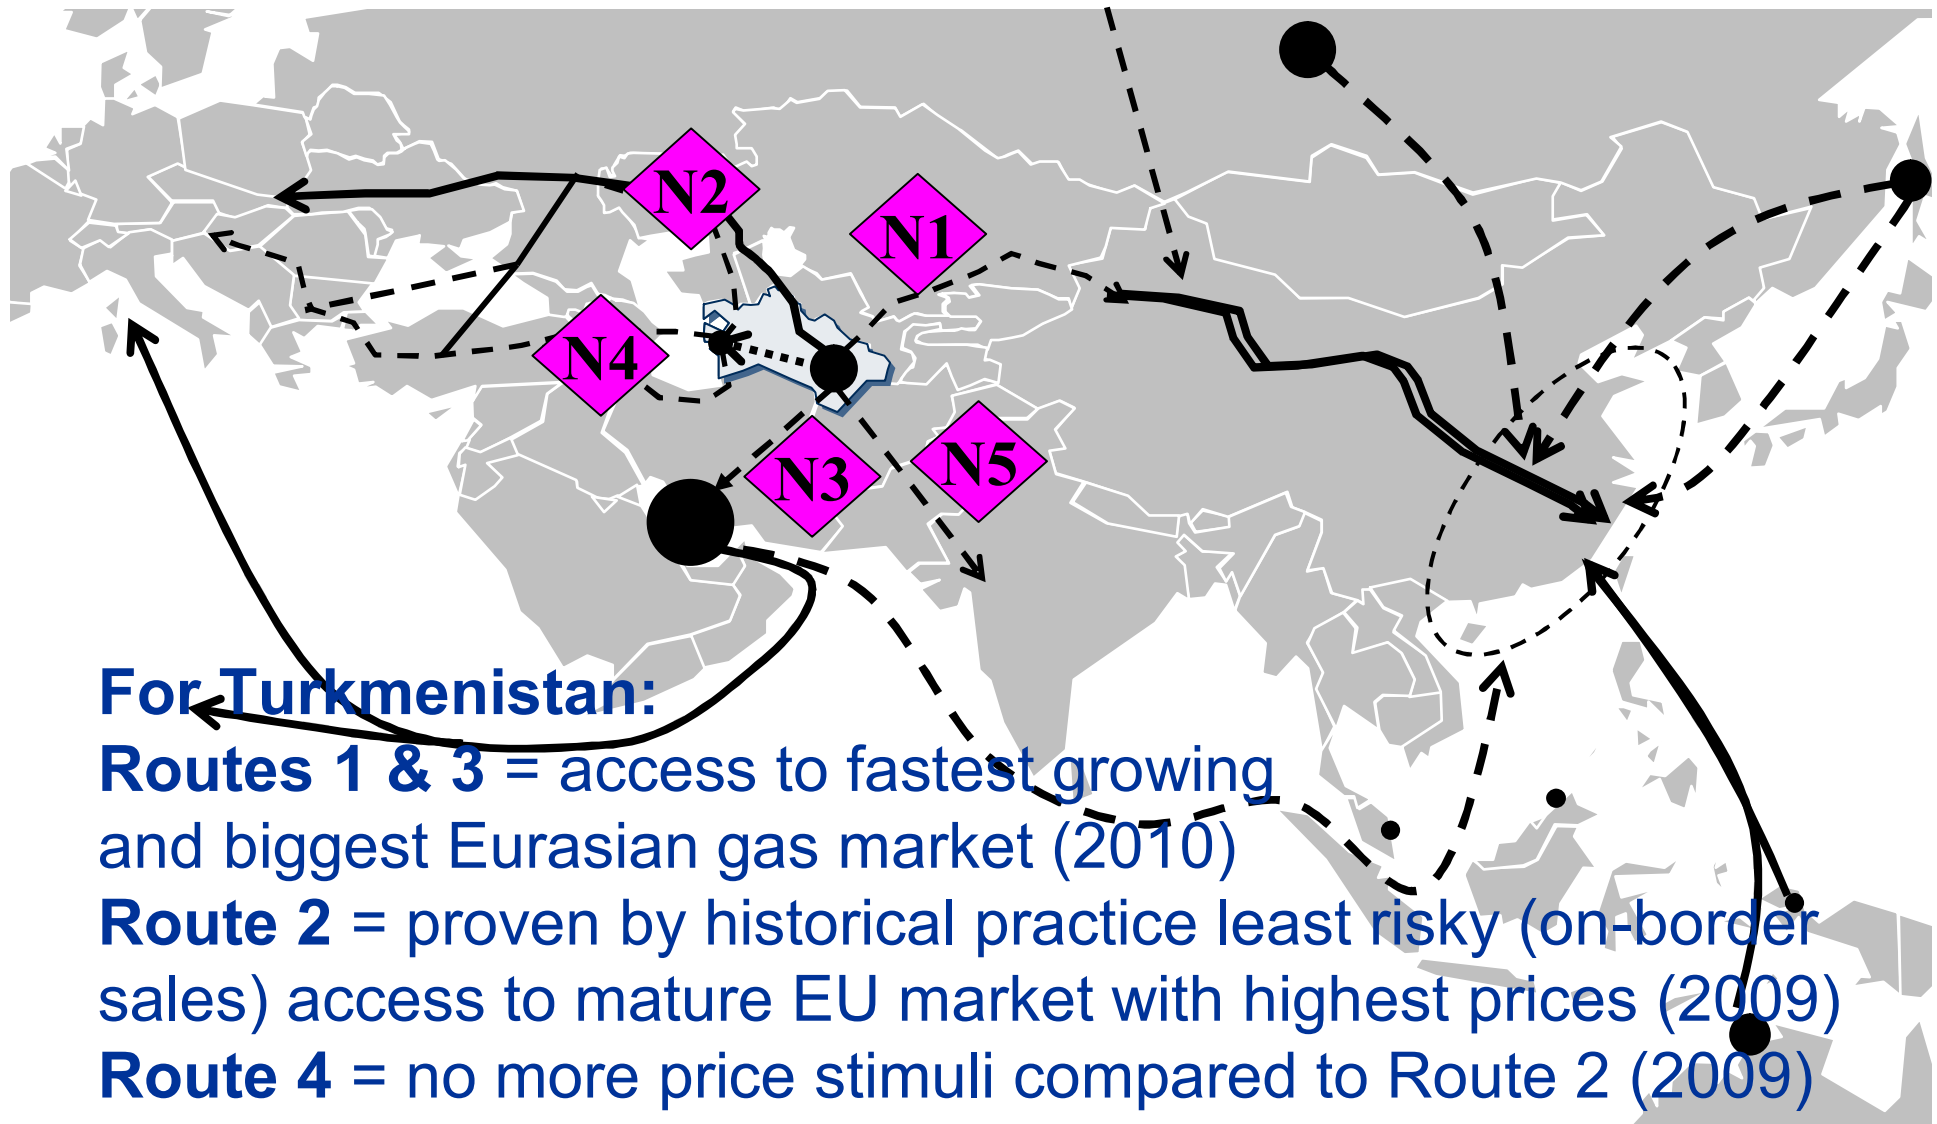 N2
N1
N4
N3
N5
For Turkmenistan:
Routes 1 & 3 = access to fastest growing
and biggest Eurasian gas market (2010)
Route 2 = proven by historical practice least risky (on-border
sales) access to mature EU market with highest prices (2009)
Route 4 = no more price stimuli compared to Route 2 (2009)